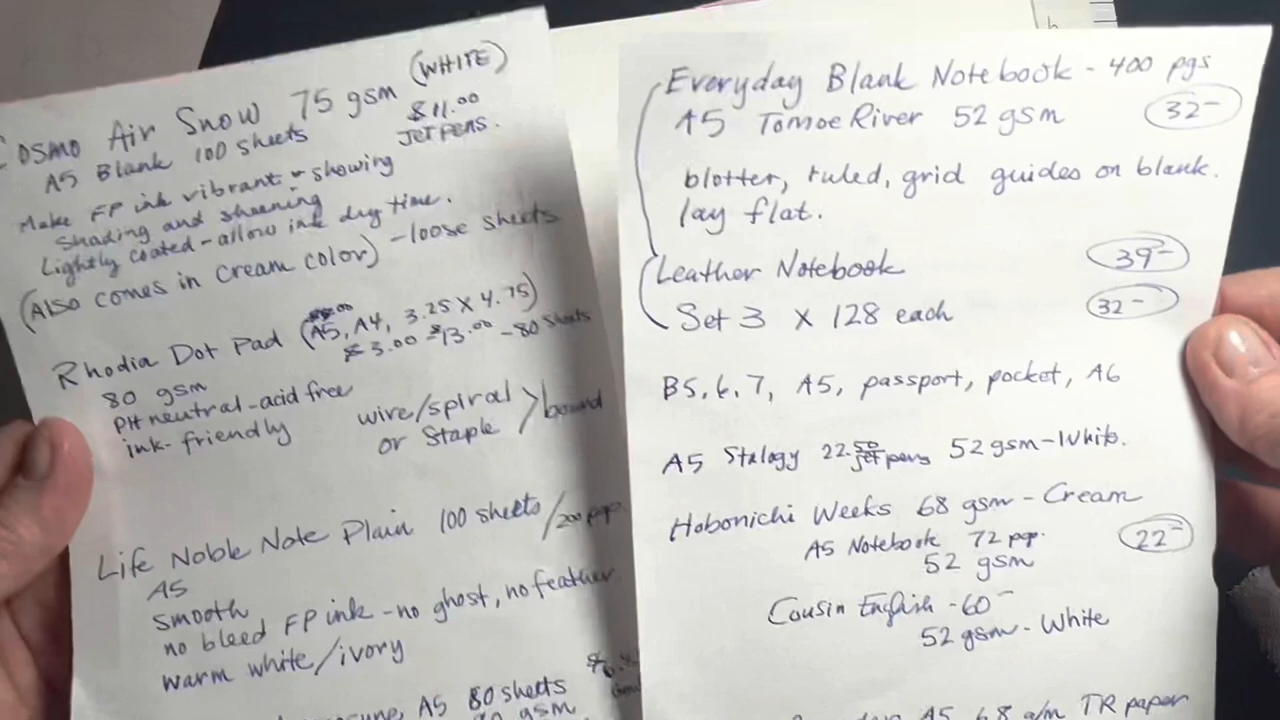 Cosmo Air Snow 75 gsm (WHITE)
A5 Blank 100 sheets $11.00
JETPENS.
Make FP ink vibrant - showing
shading and sheening
Lightly coated - allow ink dry time.
(Also comes in Cream color) - loose sheets
Rhodia Dot Pad (A5, A4, 3.25 X 4.75)
80 gsm $3.00 $13.00 - 80 sheets
PH neutral - acid free
ink-friendly
wire/spiral > bound
or Staple
Life Noble Note Plain 100 sheets/200 pgs.
A5
smooth
no bleed FP ink - no ghost, no feather
warm white/ivory
A5 80 sheets
gsm
Everyday Blank Notebook - 400 pgs
A5 Tomoe River 52 gsm 32-
blotter, ruled, grid guides on blank.
lay flat.
Leather Notebook 39-
Set 3 X 128 each 32-
B5, 6, 7, A5, passport, pocket, A6
A5 Stalogy 22.50 Jet pens 52 gsm - White.
Hobonichi Weeks 68 gsm - Cream
A5 Notebook 72 pgs. 22-
52 gsm
Cousin English - 60-
52 gsm - White
A5 68 g/m TR paper